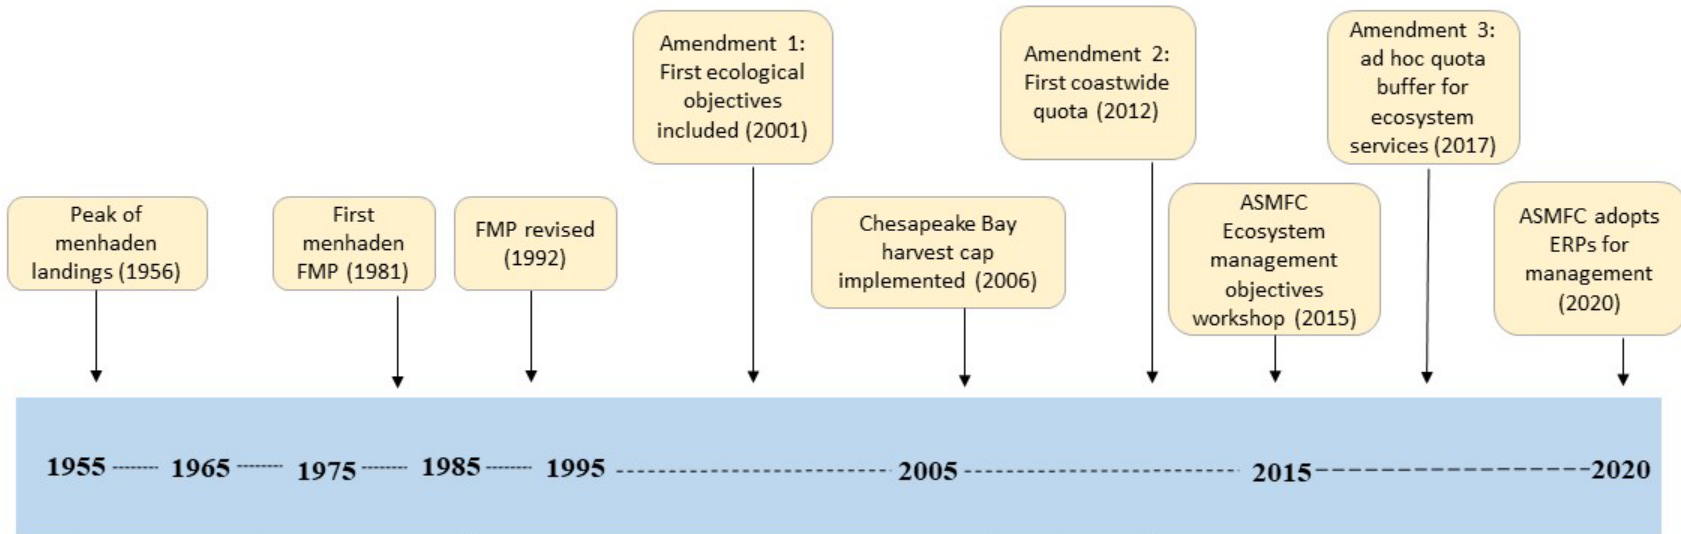 Peak of
menhaden
landings (1956)
First
menhaden
FMP (1981)
FMP revised
(1992)
Amendment 1:
First ecological
objectives
included (2001)
Chesapeake Bay
harvest cap
implemented (2006)
Amendment 2:
First coastwide
quota (2012)
ASMFC
Ecosystem
management
objectives
workshop (2015)
Amendment 3:
ad hoc quota
buffer for
ecosystem
services (2017)
ASMFC adopts
ERPs for
management
(2020)
1955 ------- 1965 ------- 1975 ------- 1985 ------- 1995 ------- 2005 ------- 2015 ------- 2020